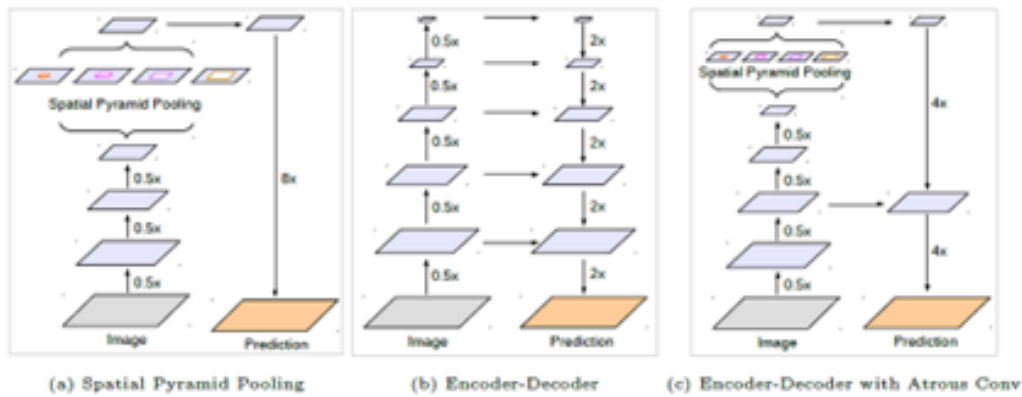 Spatial Pyramid Pooling
0.5x
0.5x
0.5x
8x
Image
Prediction
(a) Spatial Pyramid Pooling
0.5x
0.5x
0.5x
0.5x
0.5x
2x
2x
2x
2x
2x
Image
Prediction
(b) Encoder-Decoder
Spatial Pyramid Pooling
0.5x
0.5x
0.5x
0.5x
4x
4x
Image
Prediction
(c) Encoder-Decoder with Atrous Conv